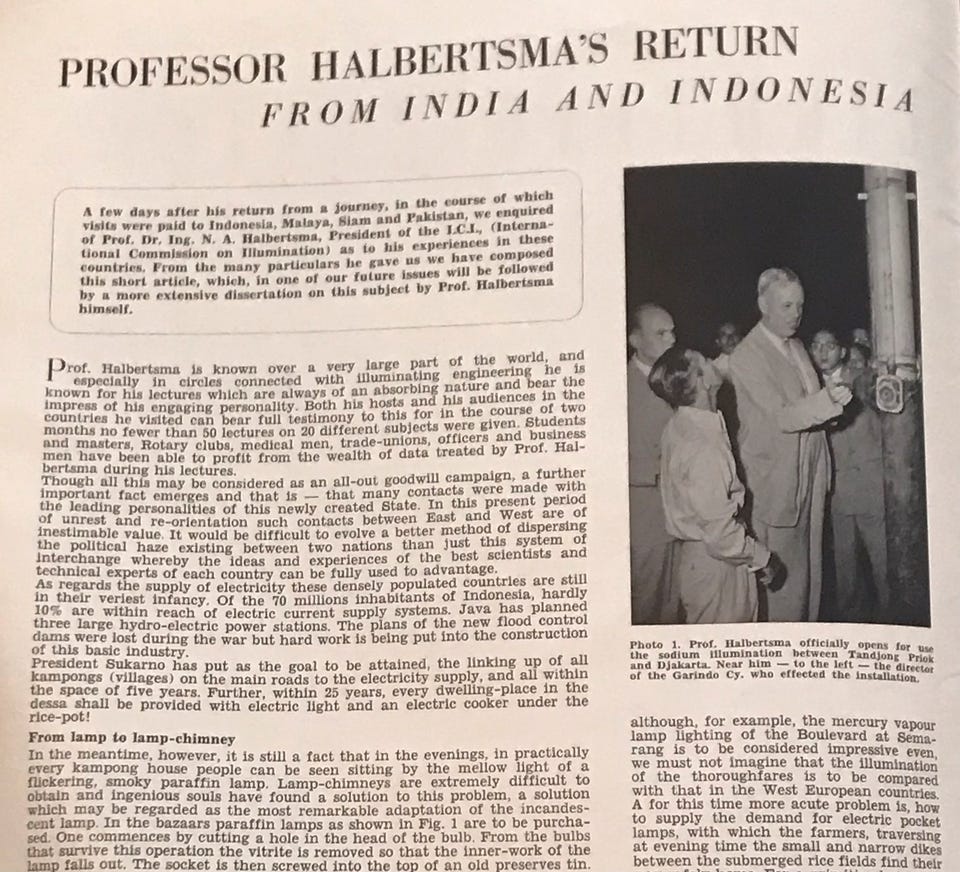 PROFESSOR HALBERTSMA'S RETURN
FROM INDIA AND INDONESIA
A few days after his return from a journey, in the course of which
visits were paid to Indonesia, Malaya, Siam and Pakistan, we enquired
of Prof. Dr. Ing. N. A. Halbertsma, President of the I.C.I., (Interna-
tional Commission on Illumination) as to his experiences in these
countries. From the many particulars he gave us we have composed
this short article, which, in one of our future issues will be followed
by a more extensive dissertation on this subject by Prof. Halbertsma
himself.
Prof. Halbertsma is known over a very large part of the world, and
especially in circles connected with illuminating engineering he is
known for his lectures which are always of an absorbing nature and bear the
impress of his engaging personality. Both his hosts and his audiences in the
countries he visited can bear full testimony to this for in the course of two
months no fewer than 50 lectures on 20 different subjects were given. Students
and masters, Rotary clubs, medical men, trade-unions, officers and business
men have been able to profit from the wealth of data treated by Prof. Hal-
bertsma during his lectures.
Though all this may be considered as an all-out goodwill campaign, a further
important fact emerges and that is — that many contacts were made with
the leading personalities of this newly created State. In this present period
of unrest and re-orientation such contacts between East and West are of
inestimable value. It would be difficult to evolve a better method of dispersing
the political haze existing between two nations than just this system of
interchange whereby the ideas and experiences of the best scientists and
technical experts of each country can be fully used to advantage.
As regards the supply of electricity these densely populated countries are still
in their veriest infancy. Of the 70 millions inhabitants of Indonesia, hardly
10% are within reach of electric current supply systems. Java has planned
three large hydro-electric power stations. The plans of the new flood control
dams were lost during the war but hard work is being put into the construction
of this basic industry.
President Sukarno has put as the goal to be attained, the linking up of all
kampongs (villages) on the main roads to the electricity supply, and all within
the space of five years. Further, within 25 years, every dwelling-place in the
dessa shall be provided with electric light and an electric cooker under the
rice-pot!
From lamp to lamp-chimney
In the meantime, however, it is still a fact that in the evenings, in practically
every kampong house people can be seen sitting by the mellow light of a
flickering, smoky paraffin lamp. Lamp-chimneys are extremely difficult to
obtain and ingenious souls have found a solution to this problem, a solution
which may be regarded as the most remarkable adaptation of the incandes-
cent lamp. In the bazaars paraffin lamps as shown in Fig. 1 are to be purcha-
sed. One commences by cutting a hole in the head of the bulb. From the bulbs
that survive this operation the vitrite is removed so that the inner-work of the
lamp falls out. The socket is then screwed into the top of an old preserves tin.
Photo 1. Prof. Halbertsma officially opens for use
the sodium illumination between Tandjong Priok
and Djakarta. Near him — to the left — the director
of the Garindo Cy. who effected the installation.
although, for example, the mercury vapour
lamp lighting of the Boulevard at Sema-
rang is to be considered impressive even,
we must not imagine that the illumination
of the thoroughfares is to be compared
with that in the West European countries.
A for this time more acute problem is, how
to supply the demand for electric pocket
lamps, with which the farmers, traversing
at evening time the small and narrow dikes
between the submerged rice fields find their